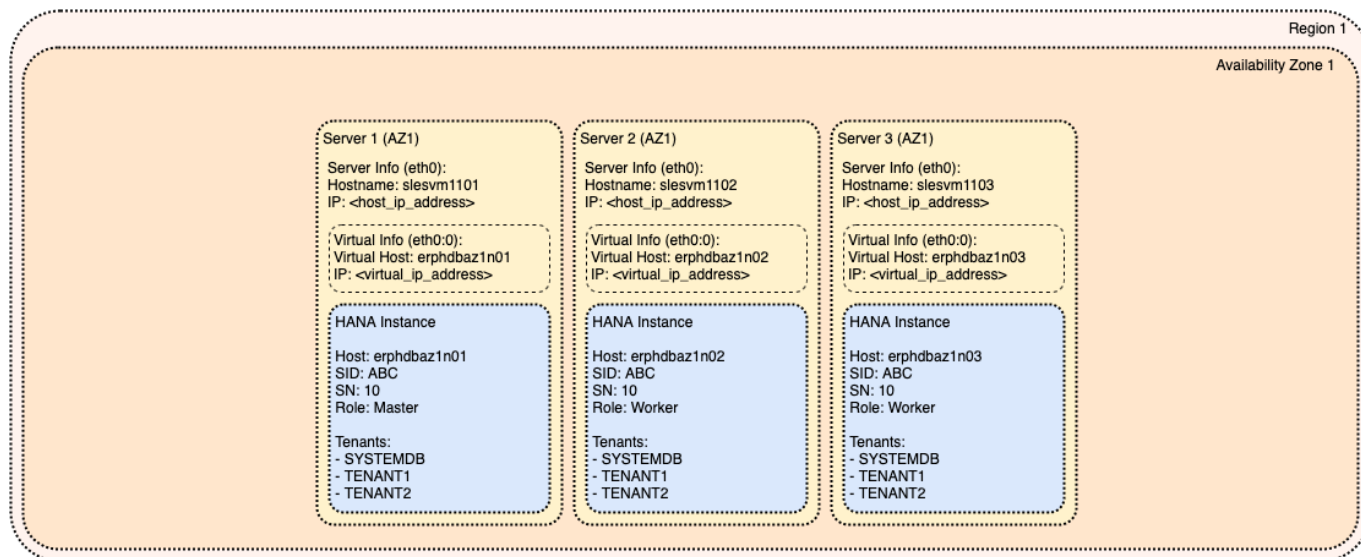 Region 1
Availability Zone 1
Server 1 (AZ1)
Server Info (eth0):
Hostname: slesvm1101
IP: <host_ip_address>
Virtual Info (eth0:0):
Virtual Host: erphdbaz1n01
IP: <virtual_ip_address>
HANA Instance
Host: erphdbaz1n01
SID: ABC
SN: 10
Role: Master
Tenants:
- SYSTEMDB
- TENANT1
- TENANT2
Server 2 (AZ1)
Server Info (eth0):
Hostname: slesvm1102
IP: <host_ip_address>
Virtual Info (eth0:0):
Virtual Host: erphdbaz1n02
IP: <virtual_ip_address>
HANA Instance
Host: erphdbaz1n02
SID: ABC
SN: 10
Role: Worker
Tenants:
- SYSTEMDB
- TENANT1
- TENANT2
Server 3 (AZ1)
Server Info (eth0):
Hostname: slesvm1103
IP: <host_ip_address>
Virtual Info (eth0:0):
Virtual Host: erphdbaz1n03
IP: <virtual_ip_address>
HANA Instance
Host: erphdbaz1n03
SID: ABC
SN: 10
Role: Worker
Tenants:
- SYSTEMDB
- TENANT1
- TENANT2